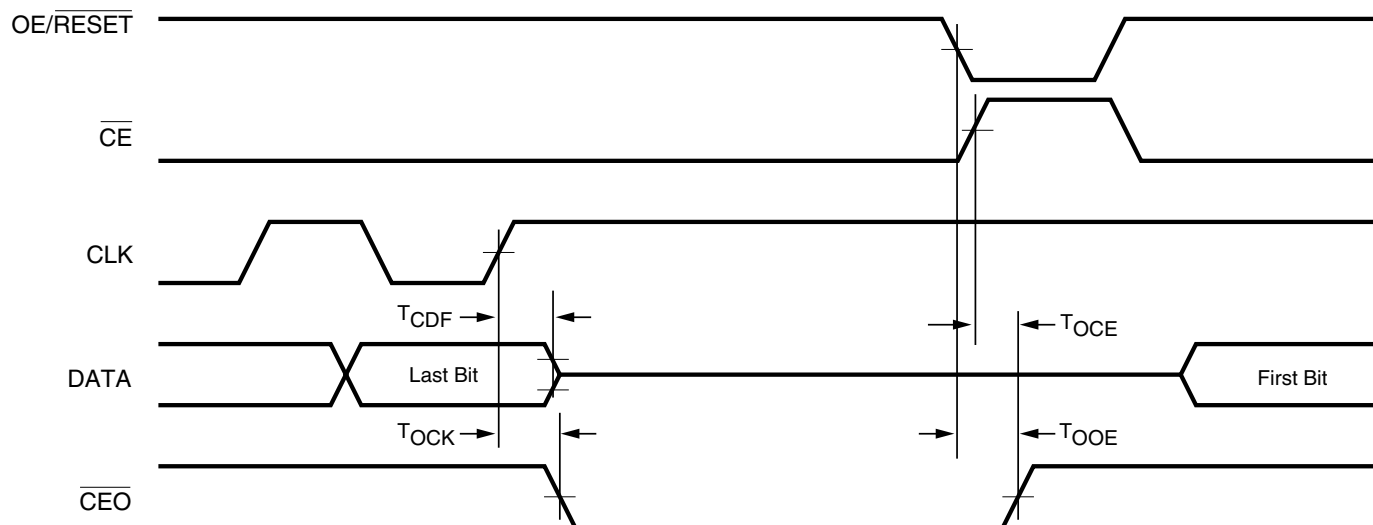 OE/RESET
CE
CLK
TCDF
TOCE
DATA
Last Bit
First Bit
TOCK
TOOE
CEO